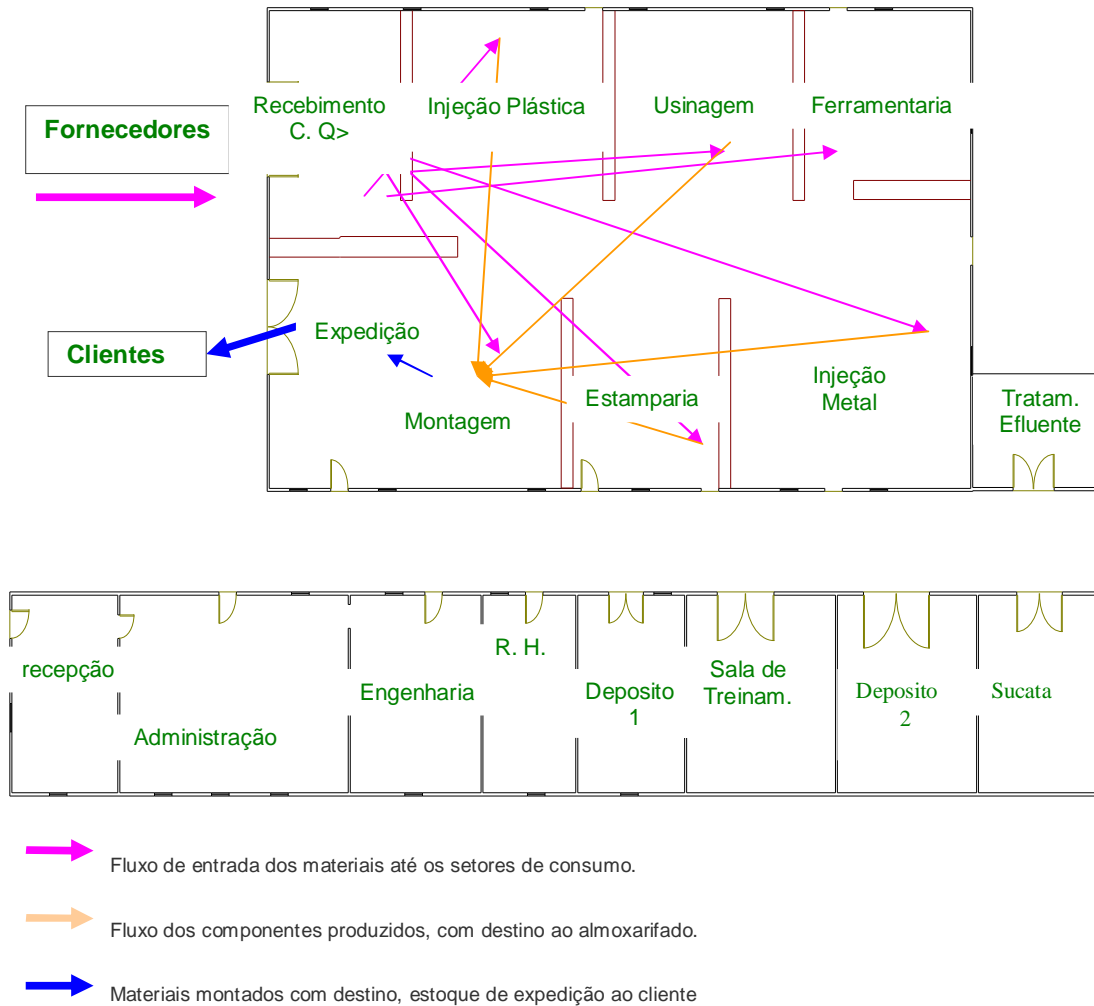 Fornecedores
Recebimento
C. Q>
Injeção Plástica
Usinagem
Ferramentaria
Clientes
Expedição
Montagem
Estamparia
Injeção
Metal
Tratam.
Efluente
recepção
Administração
Engenharia
R. H.
Deposito
1
Sala de
Treinam.
Deposito
2
Sucata
Fluxo de entrada dos materiais até os setores de consumo.
Fluxo dos componentes produzidos, com destino ao almoxarifado.
Materiais montados com destino, estoque de expedição ao cliente